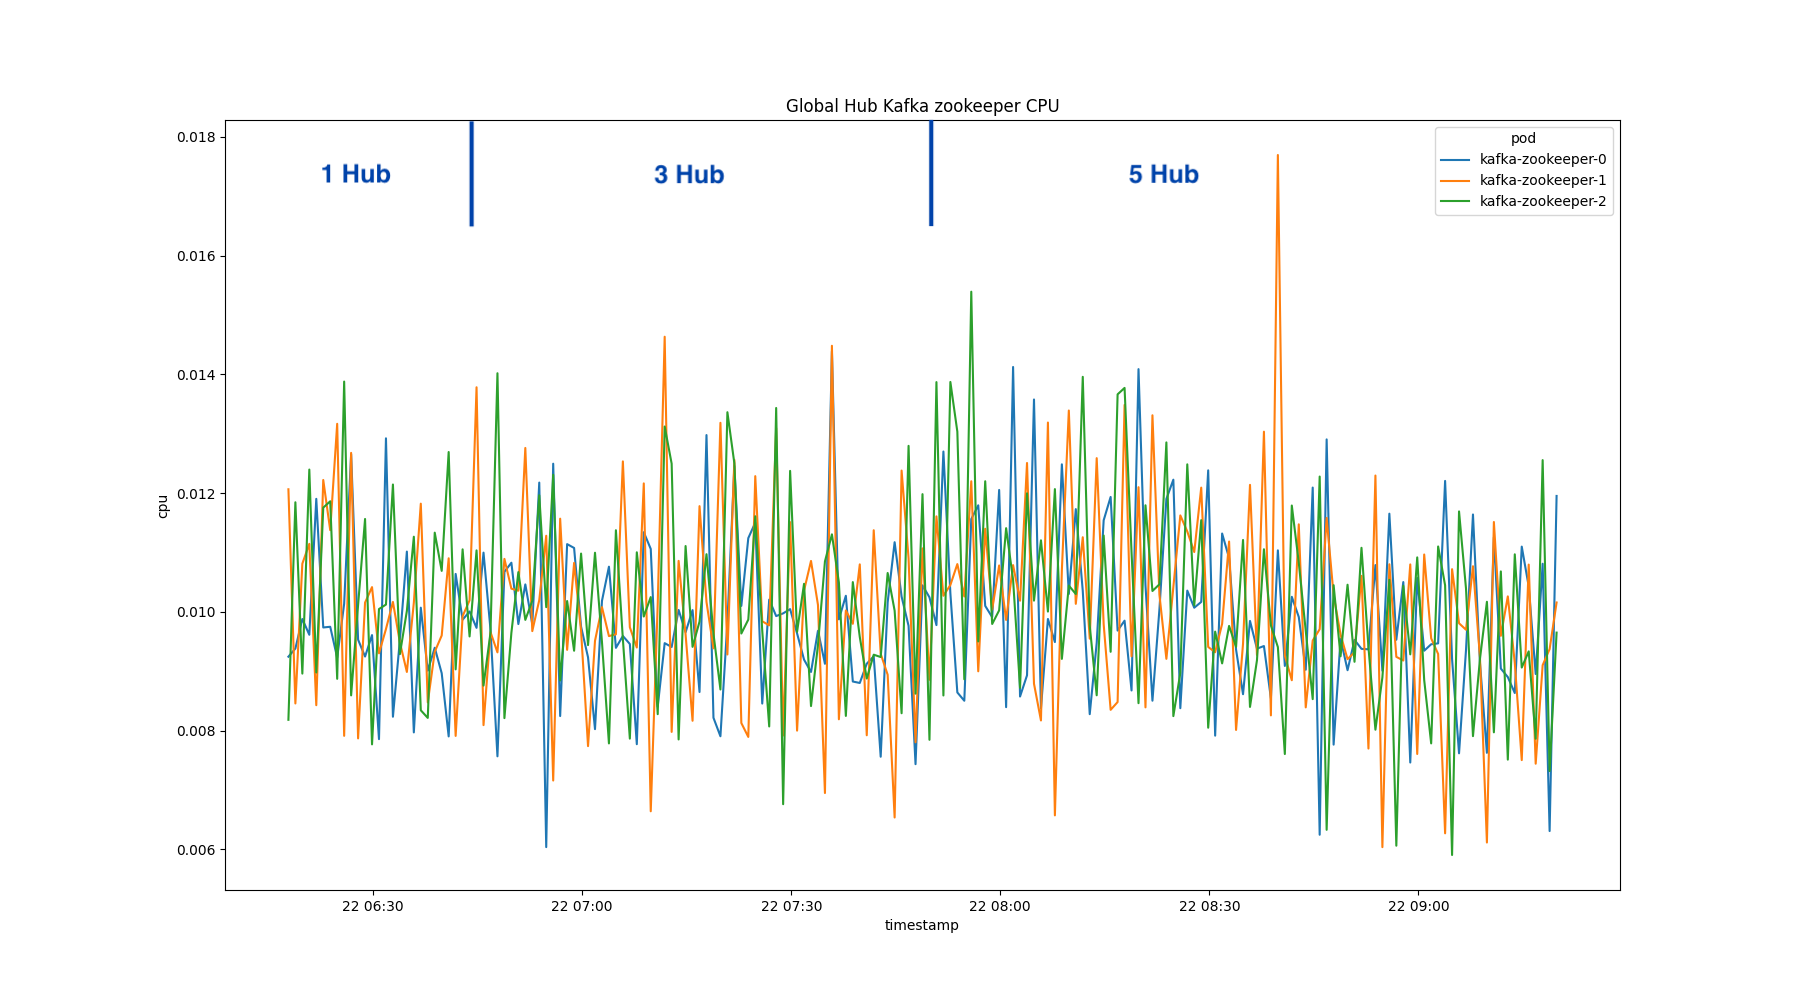 Global Hub Kafka zookeeper CPU
1 Hub
3 Hub
5 Hub
pod
kafka-zookeeper-0
kafka-zookeeper-1
kafka-zookeeper-2
cpu
0.018
0.016
0.014
0.012
0.010
0.008
0.006
22 06:30
22 07:00
22 07:30
22 08:00
22 08:30
22 09:00
timestamp